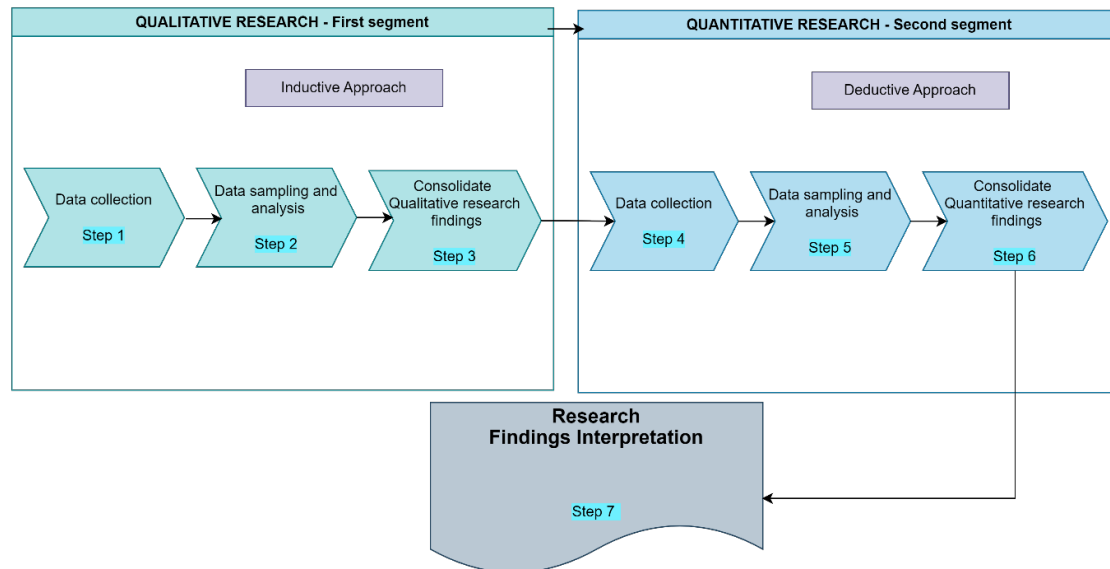 QUALITATIVE RESEARCH - First segment
Inductive Approach
Data collection
Step 1
Data sampling and
analysis
Step 2
Consolidate
Qualitative research
findings
Step 3
QUANTITATIVE RESEARCH - Second segment
Deductive Approach
Data collection
Step 4
Data sampling and
analysis
Step 5
Consolidate
Quantitative research
findings
Step 6
Research
Findings Interpretation
Step 7